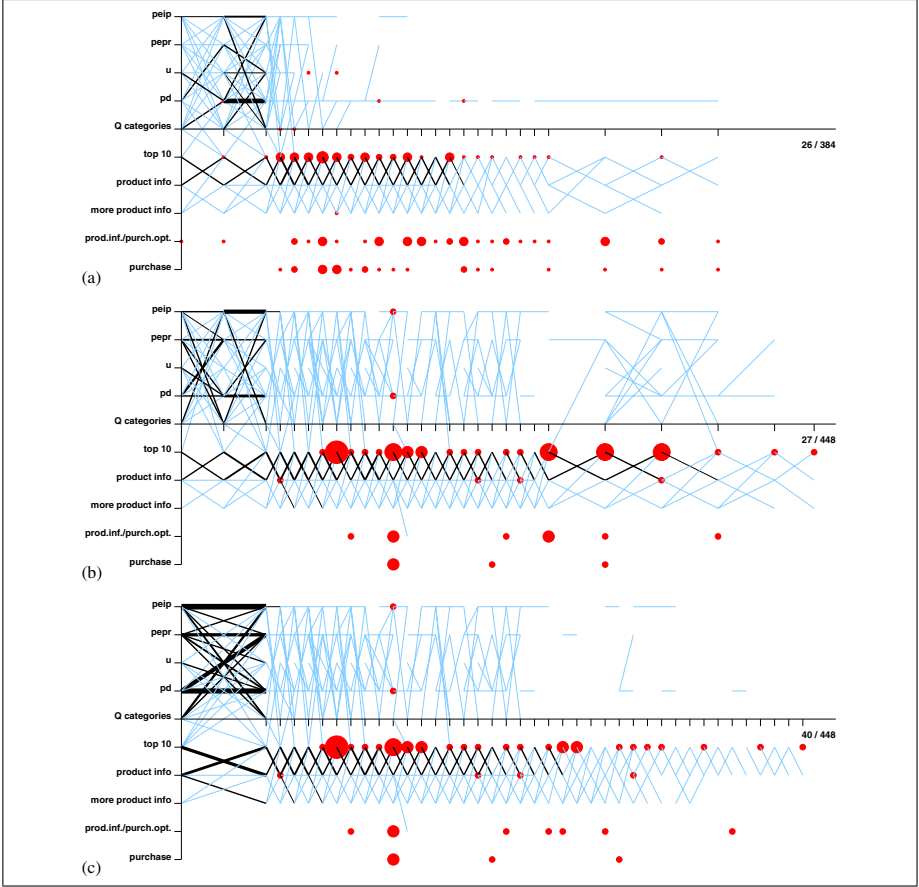 peip
pepr
u
pd
Q categories
26 / 384
top 10
product info
more product info
prod.inf./purch.opt.
purchase
(a)
peip
pepr
u
pd
Q categories
27 / 448
top 10
product info
more product info
prod.inf./purch.opt.
purchase
(b)
peip
pepr
u
pd
Q categories
40 / 448
top 10
product info
more product info
prod.inf./purch.opt.
purchase
(c)